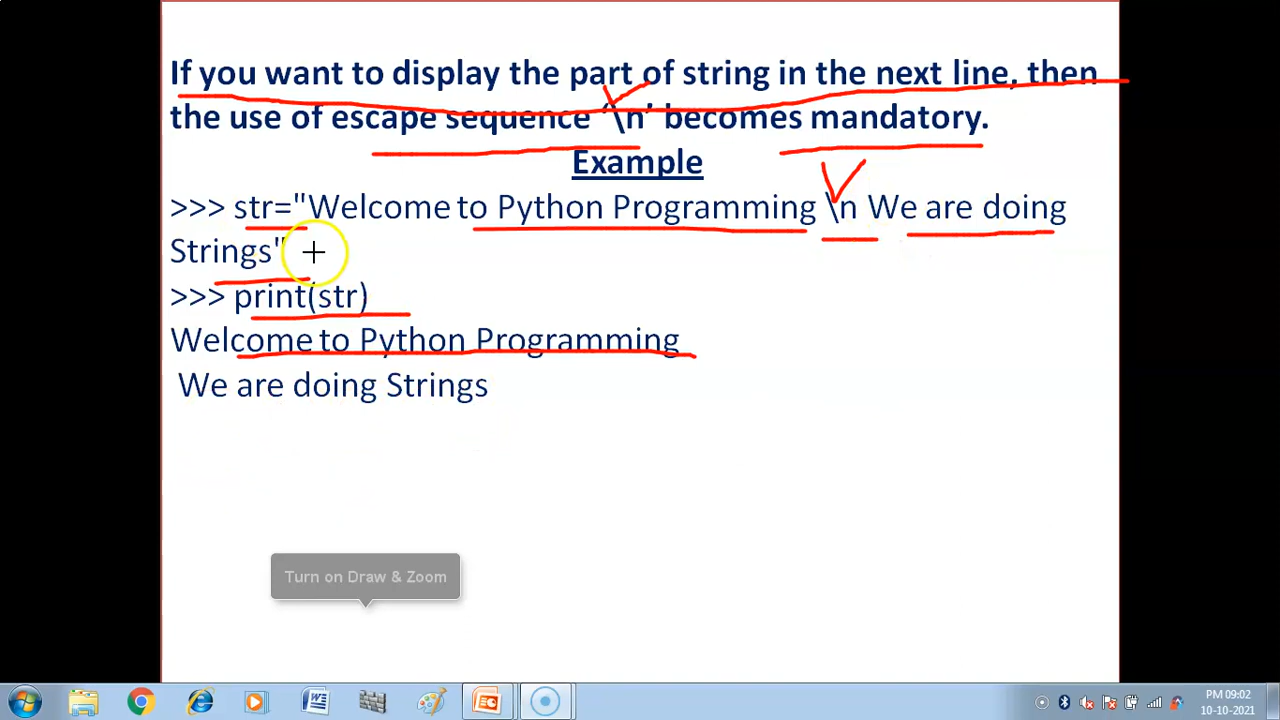 If you want to display the part of string in the next line, then
the use of escape sequence ‘\n’ becomes mandatory.
Example
>>> str="Welcome to Python Programming \n We are doing
Strings"
>>> print(str)
Welcome to Python Programming
We are doing Strings
Turn on Draw & Zoom
PM 09:02
10-10-2021